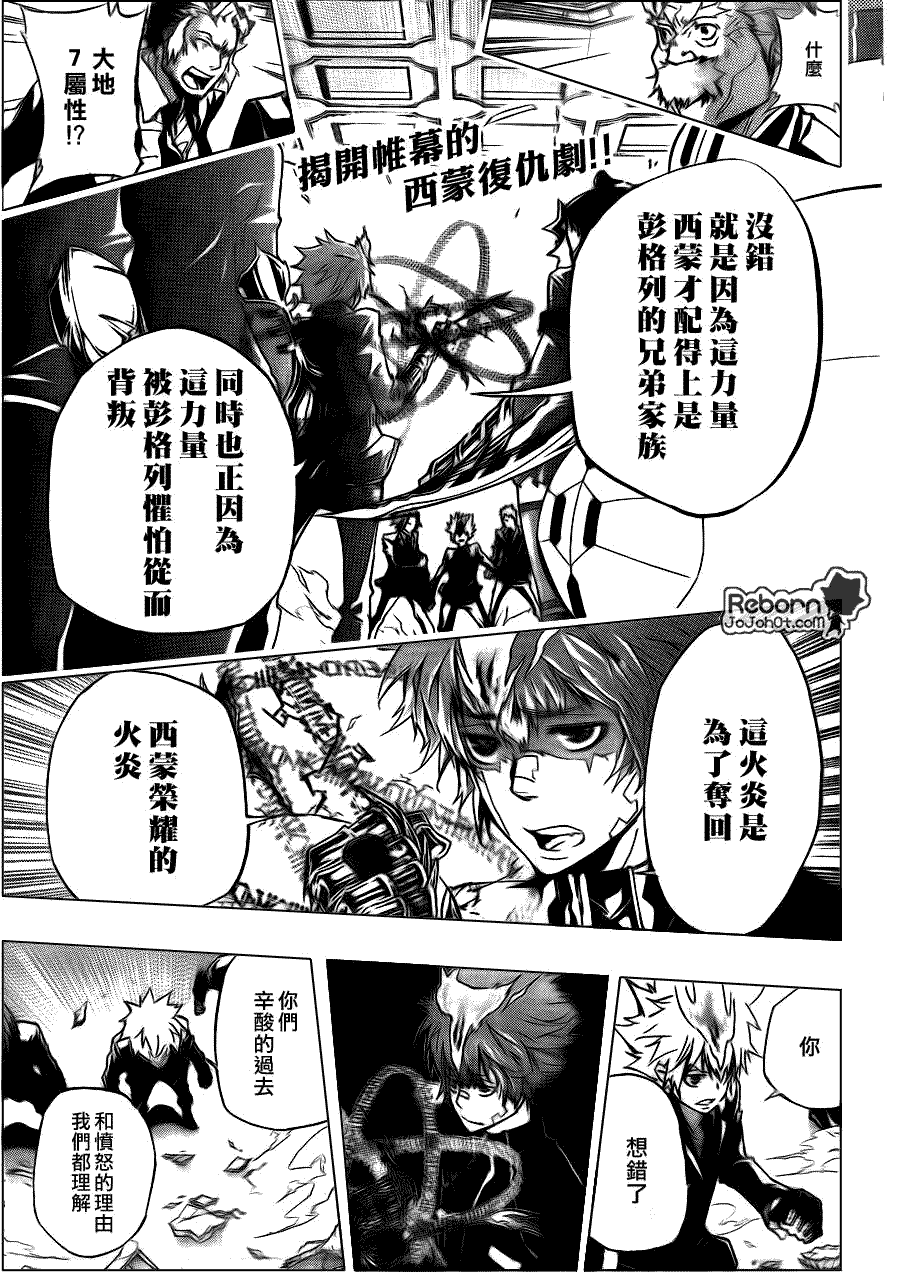 什麼
大地
7屬性!?
揭開帷幕的
西蒙復仇劇!!
沒錯
就是因為這力量
西蒙才配得上是
彭格列的兄弟家族
同時也正因為
這力量
被彭格列懼怕從而
背叛
Reborn
JoJohOt.coM
這火炎是
為了奪回
西蒙榮耀的
火炎
你
想錯了
你們
辛酸的過去
和憤怒的理由
我們都理解